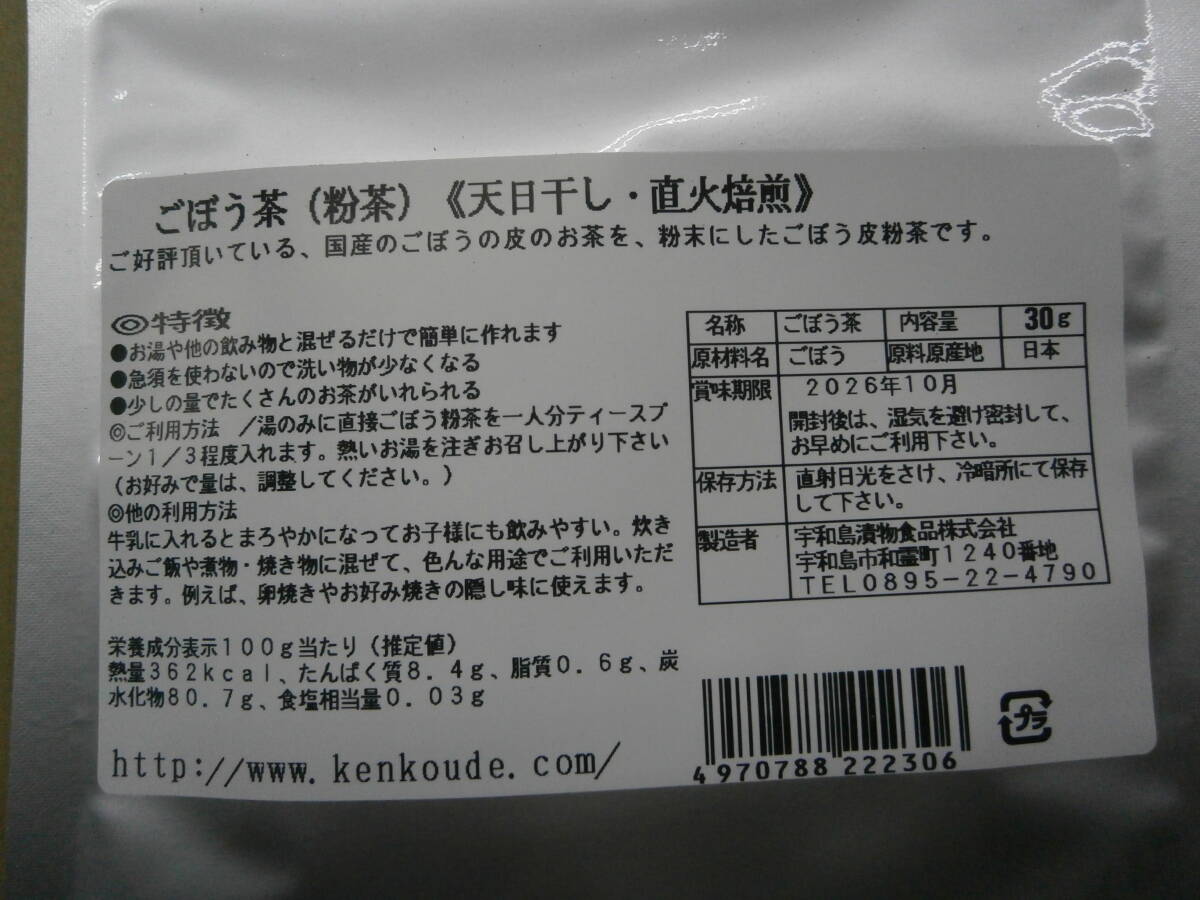 ごぼう茶（粉茶）《天日干し・直火焙煎》
ご好評頂いている、国産のごぼうの皮のお茶を、粉末にしたごぼう皮粉茶です。
◎特徴
●お湯や他の飲み物と混ぜるだけで簡単に作れます
●急須を使わないので洗い物が少なくなる
●少しの量でたくさんのお茶がいれられる
◎ご利用方法　／湯のみに直接ごぼう粉茶を一人分ティースプ
ーン１／３程度入れます。熱いお湯を注ぎお召し上がり下さい
（お好みで量は、調整してください。）
◎他の利用方法
牛乳に入れるとまろやかになってお子様にも飲みやすい。炊き
込みご飯や煮物・焼き物に混ぜて、色んな用途でご利用いただ
きます。例えば、卵焼きやお好み焼きの隠し味に使えます。
栄養成分表示１００ｇ当たり（推定値）
熱量３６２ｋｃａｌ、たんぱく質８．４ｇ、脂質０．６ｇ、炭
水化物８０．７ｇ、食塩相当量０．０３ｇ
http://www.kenkoude.com/
名称 ごぼう茶 内容量 30g
原材料名 ごぼう 原料原産地 日本
賞味期限 ２０２６年１０月
開封後は、湿気を避け密封して、
お早めにご利用下さい。
保存方法 直射日光をさけ、冷暗所にて保存
して下さい。
製造者 宇和島漬物食品株式会社
宇和島市和霊町１２４０番地
ＴＥＬ０８９５－２２－４７９０
4 970788 222306
プラ